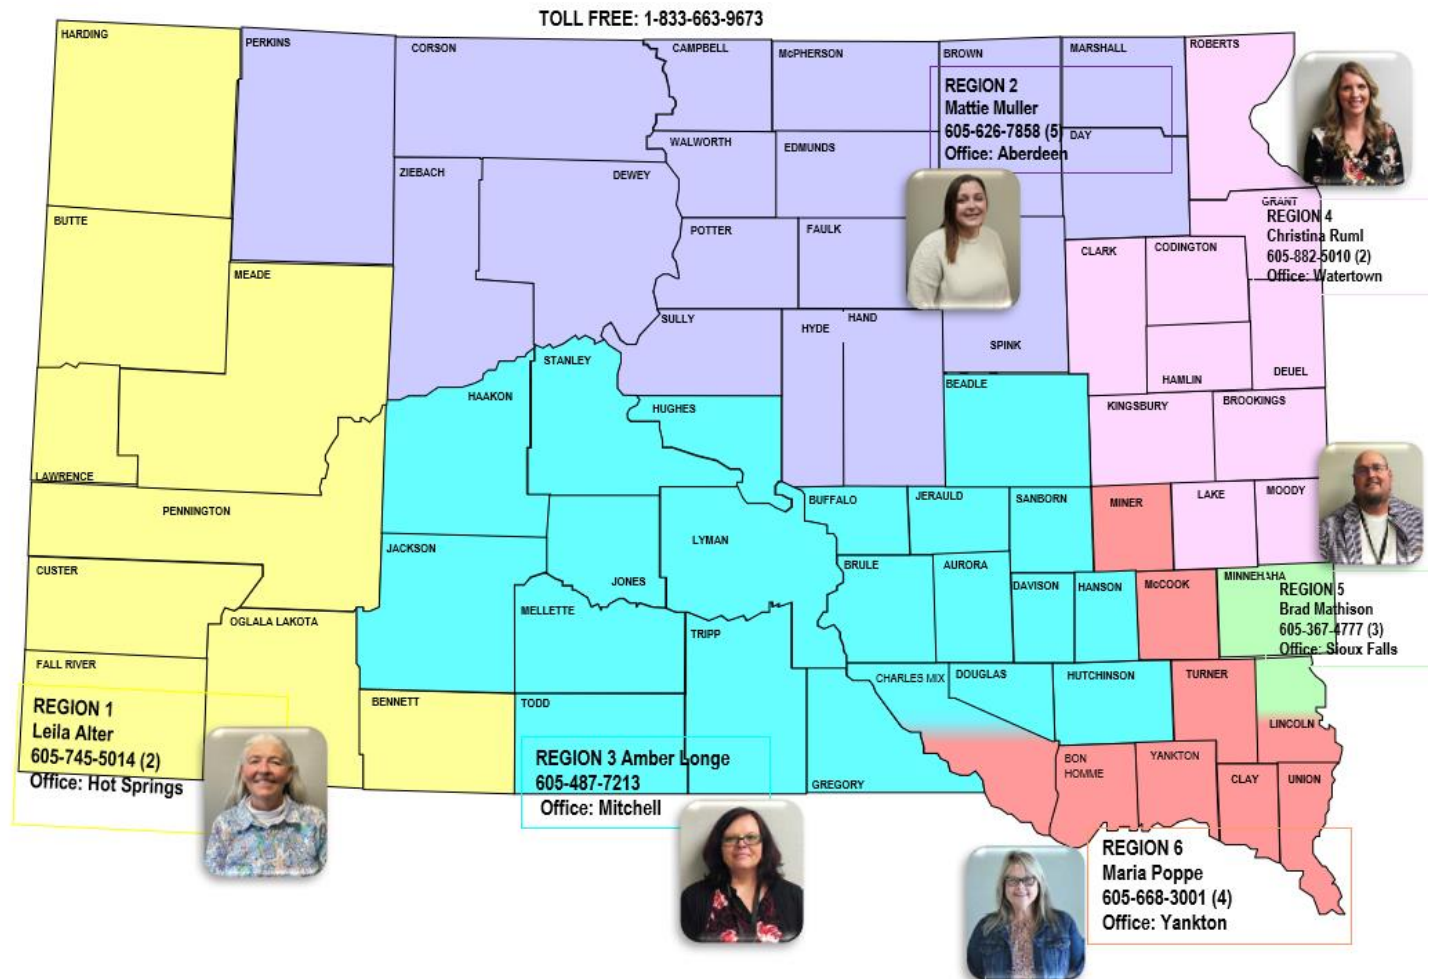 TOLL FREE: 1-833-663-9673
HARDING
PERKINS
CORSON
CAMPBELL
McPHERSON
BROWN
MARSHALL
ROBERTS
REGION 2
Mattie Muller
605-626-7858 (5)
Office: Aberdeen
DAY
WALWORTH
EDMUNDS
ZIEBACH
DEWEY
GRANT
REGION 4
Christina Ruml
605-882-5010 (2)
Office: Watertown
BUTTE
POTTER
FAULK
CLARK
CODINGTON
MEADE
SULLY
HYDE
HAND
SPINK
STANLEY
HAMLIN
DEUEL
HAAKON
HUGHES
BEADLE
KINGSBURY
BROOKINGS
LAWRENCE
PENNINGTON
BUFFALO
JERAULD
SANBORN
MINER
LAKE
MOODY
LYMAN
JACKSON
CUSTER
JONES
BRULE
AURORA
DAVISON
HANSON
McCOOK
MINNEHAHA
REGION 5
Brad Mathison
605-367-4777 (3)
Office: Sioux Falls
OGLALA LAKOTA
MELLETTE
TRIPP
FALL RIVER
CHARLES MIX
DOUGLAS
HUTCHINSON
TURNER
REGION 1
Leila Alter
605-745-5014 (2)
Office: Hot Springs
BENNETT
TODD
LINCOLN
REGION 3 Amber Longe
605-487-7213
Office: Mitchell
GREGORY
BON
HOMME
YANKTON
CLAY
UNION
REGION 6
Maria Poppe
605-668-3001 (4)
Office: Yankton